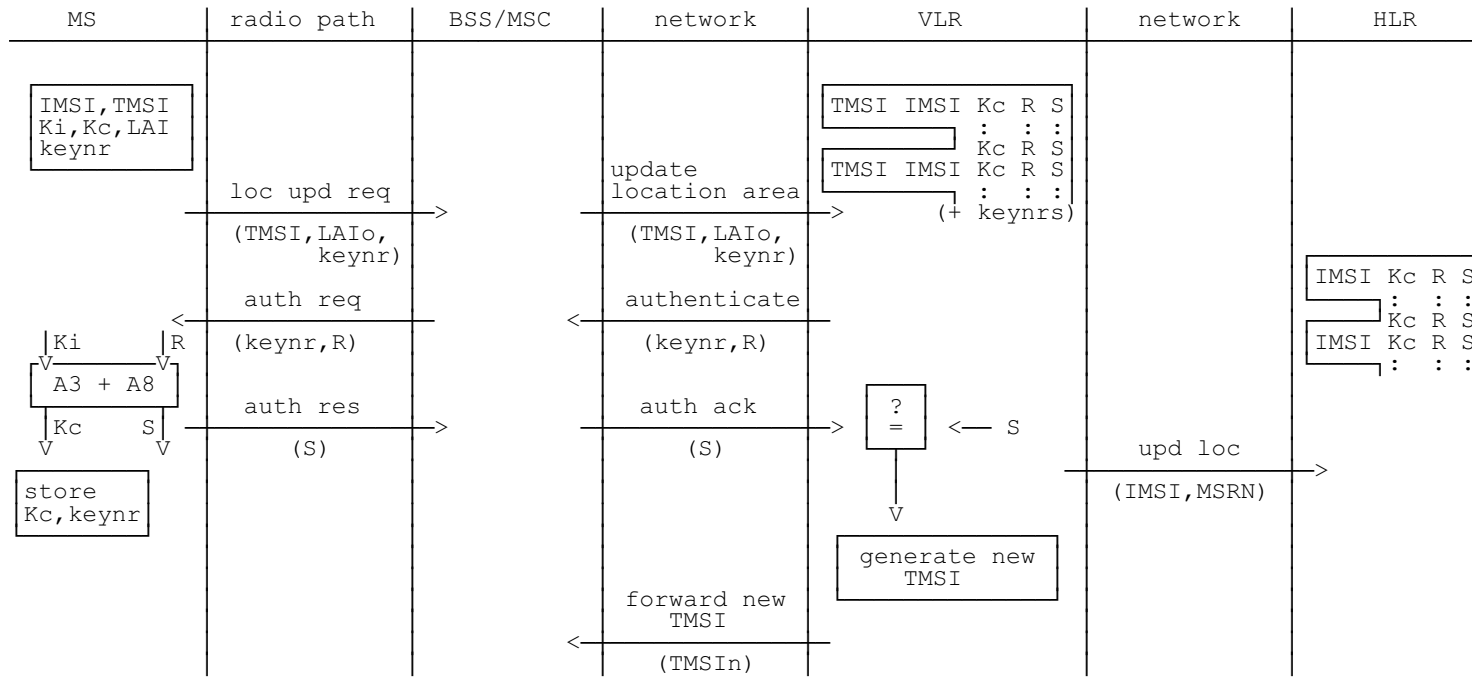 MS radio path BSS/MSC network VLR network HLR
IMSI,TMSI
Ki,Kc,LAI
keynr
TMSI IMSI Kc R S
: : :
Kc R S
TMSI IMSI Kc R S
: : :
(+ keynrs)
loc upd req
(TMSI,LAIo,
keynr)
update
location area
(TMSI,LAIo,
keynr)
IMSI Kc R S
: : :
Kc R S
IMSI Kc R S
: : :
auth req
(keynr,R)
authenticate
(keynr,R)
Ki R
A3 + A8
Kc S
auth res
(S)
auth ack
(S)
?
=
S
upd loc
(IMSI,MSRN)
store
Kc,keynr
generate new
TMSI
forward new
TMSI
(TMSIn)